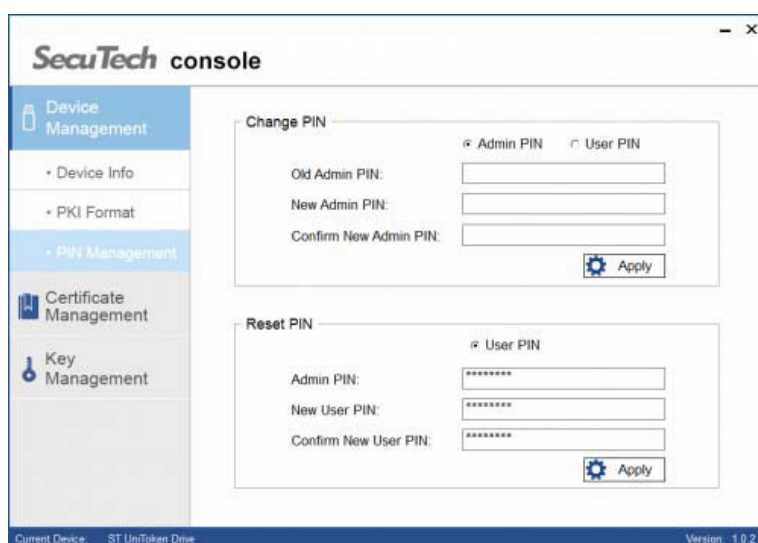 SecuTech console
Device
Management
• Device Info
• PKI Format
• PIN Management
Certificate
Management
Key
Management
Change PIN
Admin PIN User PIN
Old Admin PIN:
New Admin PIN:
Confirm New Admin PIN:
Apply
Reset PIN
User PIN
Admin PIN: ********
New User PIN: ********
Confirm New User PIN: ********
Apply
Current Device: ST UniToken Drive Version: 1.0.2